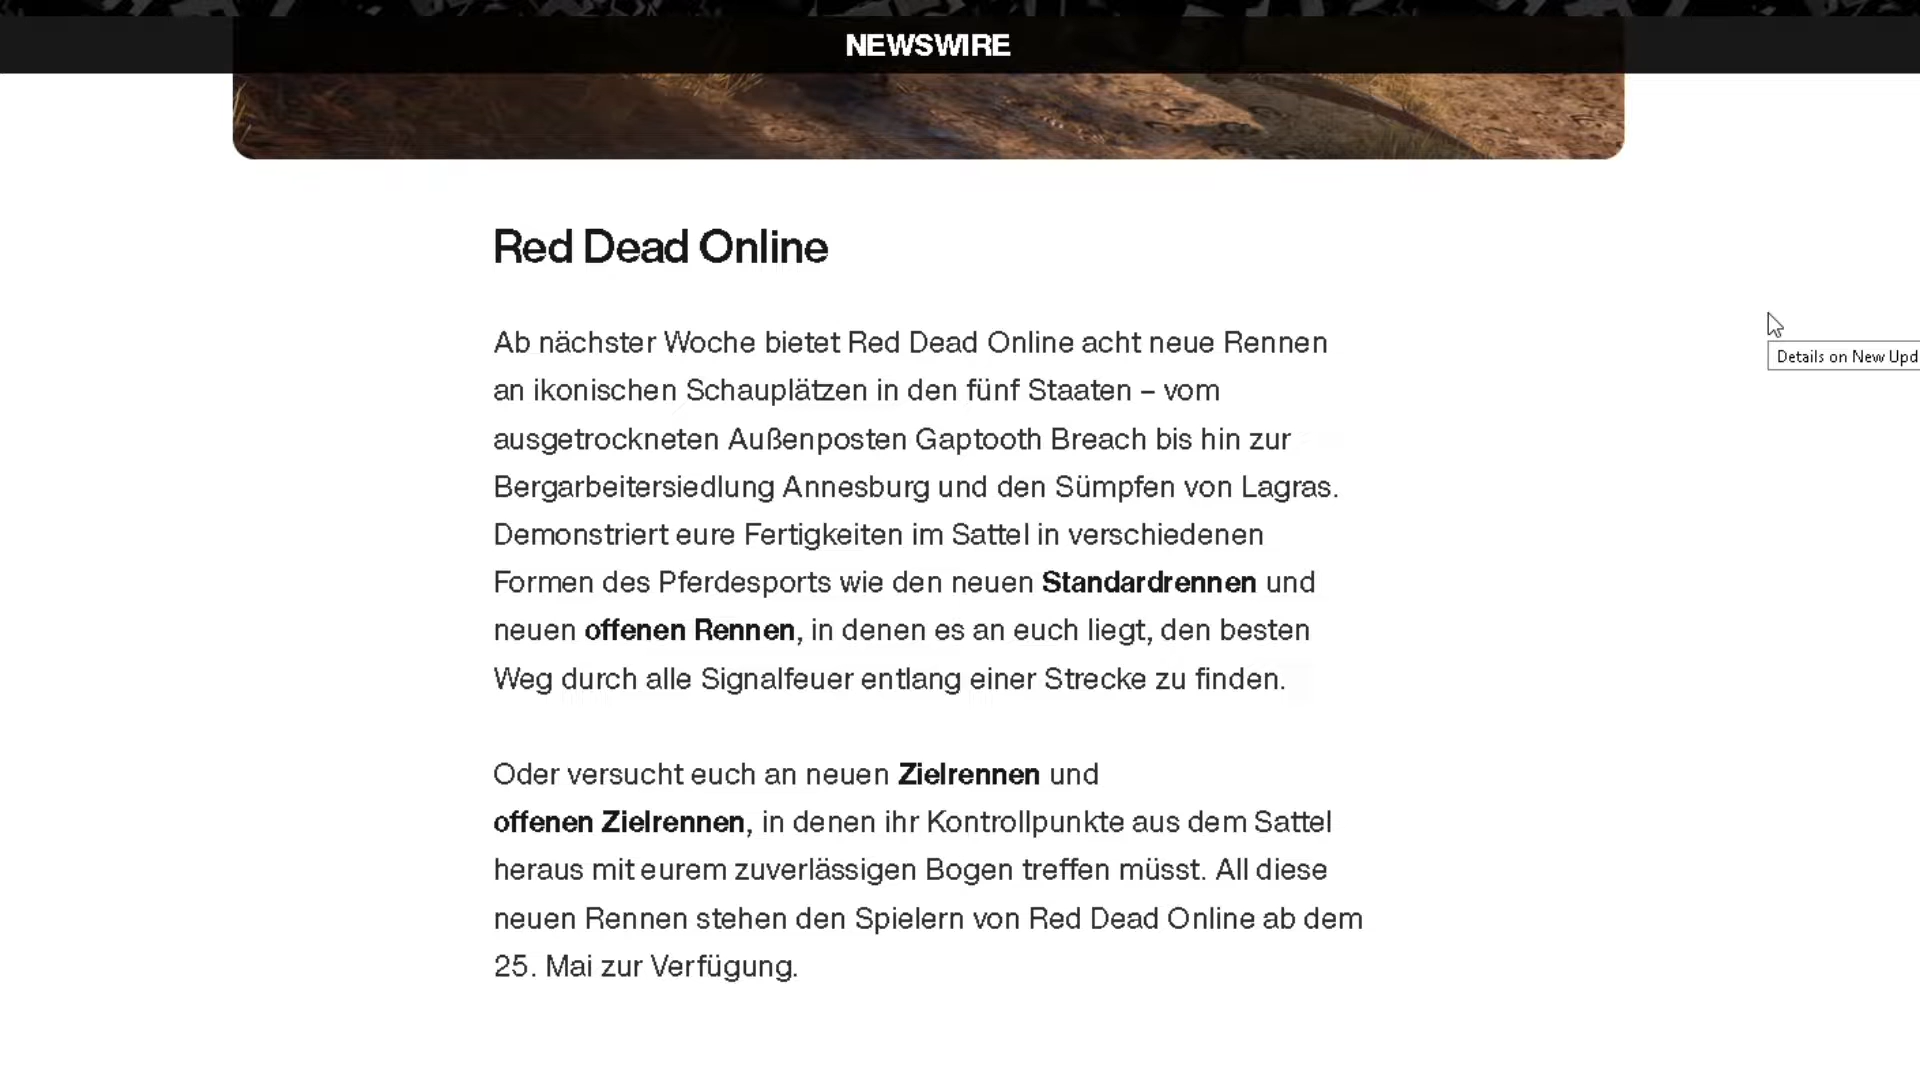 NEWSWIRE
Red Dead Online
Details on New Upd
Ab nächster Woche bietet Red Dead Online acht neue Rennen
an ikonischen Schauplätzen in den fünf Staaten – vom
ausgetrockneten Außenposten Gaptooth Breach bis hin zur
Bergarbeitersiedlung Annesburg und den Sümpfen von Lagras.
Demonstriert eure Fertigkeiten im Sattel in verschiedenen
Formen des Pferdesports wie den neuen Standardrennen und
neuen offenen Rennen, in denen es an euch liegt, den besten
Weg durch alle Signalfeuer entlang einer Strecke zu finden.
Oder versucht euch an neuen Zielrennen und
offenen Zielrennen, in denen ihr Kontrollpunkte aus dem Sattel
heraus mit eurem zuverlässigen Bogen treffen müsst. All diese
neuen Rennen stehen den Spielern von Red Dead Online ab dem
25. Mai zur Verfügung.